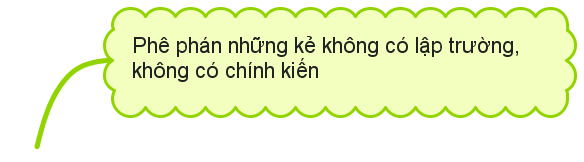 Phê phán những kẻ không có lập trường,
không có chính kiến